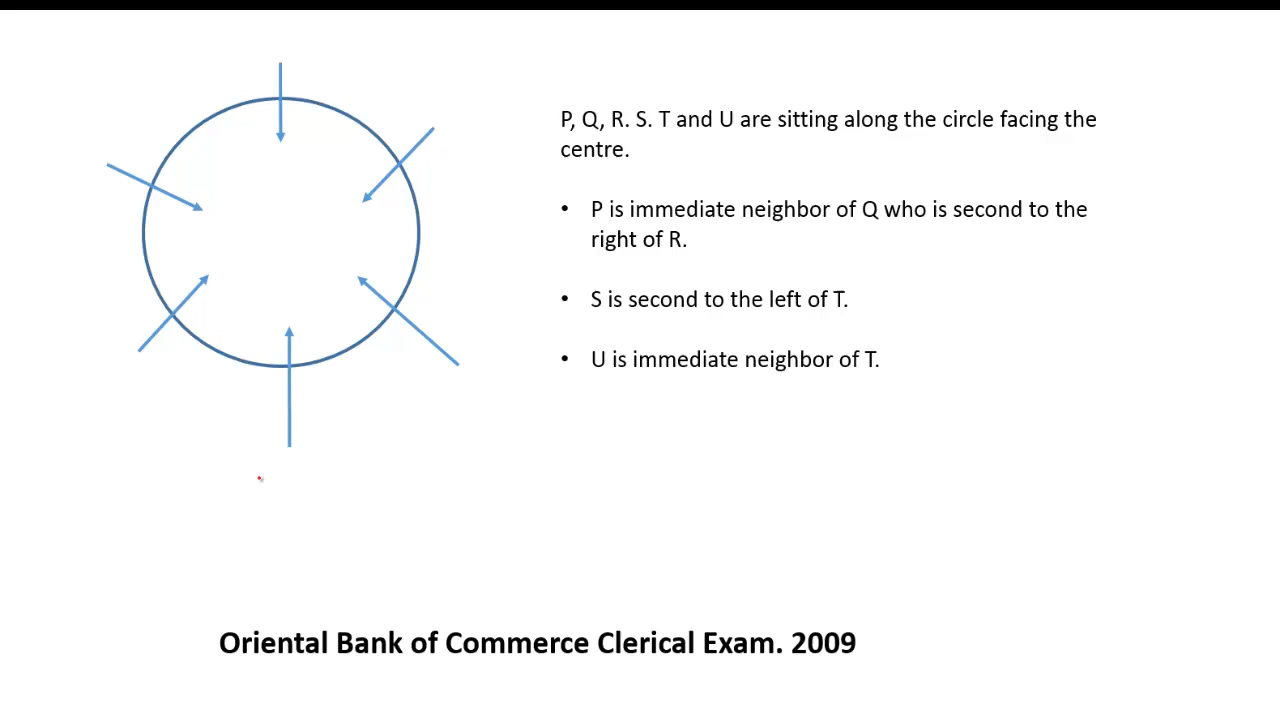 P, Q, R. S. T and U are sitting along the circle facing the
centre.
• P is immediate neighbor of Q who is second to the
right of R.
• S is second to the left of T.
• U is immediate neighbor of T.
Oriental Bank of Commerce Clerical Exam. 2009